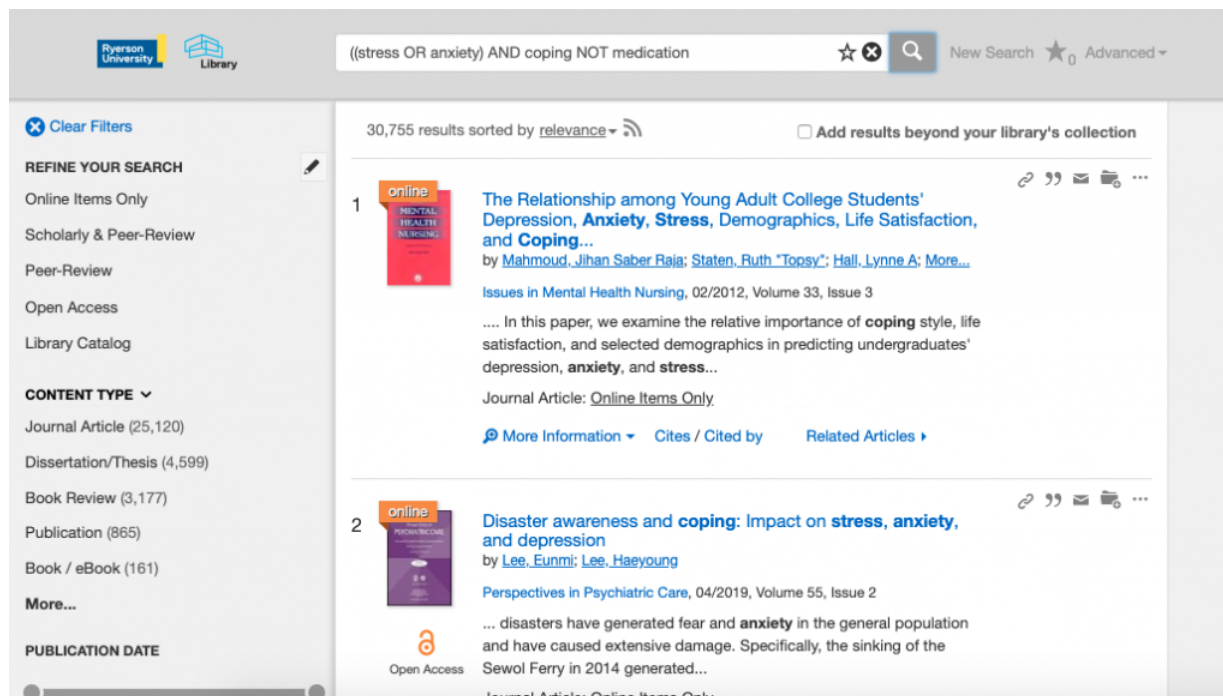 Ryerson
University
Library
((stress OR anxiety) AND coping NOT medication
New Search
0
Advanced
Clear Filters
REFINE YOUR SEARCH
Online Items Only
Scholarly & Peer-Review
Peer-Review
Open Access
Library Catalog
CONTENT TYPE
Journal Article (25,120)
Dissertation/Thesis (4,599)
Book Review (3,177)
Publication (865)
Book / eBook (161)
More...
PUBLICATION DATE
30,755 results sorted by relevance
Add results beyond your library's collection
1
online
MENTAL
HEALTH
NURSING
The Relationship among Young Adult College Students'
Depression, Anxiety, Stress, Demographics, Life Satisfaction,
and Coping...
by Mahmoud, Jihan Saber Raja; Staten, Ruth "Topsy"; Hall, Lynne A; More...
Issues in Mental Health Nursing, 02/2012, Volume 33, Issue 3
.... In this paper, we examine the relative importance of coping style, life
satisfaction, and selected demographics in predicting undergraduates'
depression, anxiety, and stress...
Journal Article: Online Items Only
More Information Cites / Cited by Related Articles
2
online
PSYCHIATRIC CARE
Open Access
Disaster awareness and coping: Impact on stress, anxiety,
and depression
by Lee, Eunmi; Lee, Haeyoung
Perspectives in Psychiatric Care, 04/2019, Volume 55, Issue 2
... disasters have generated fear and anxiety in the general population
and have caused extensive damage. Specifically, the sinking of the
Sewol Ferry in 2014 generated...
Journal Article: Online Items Only